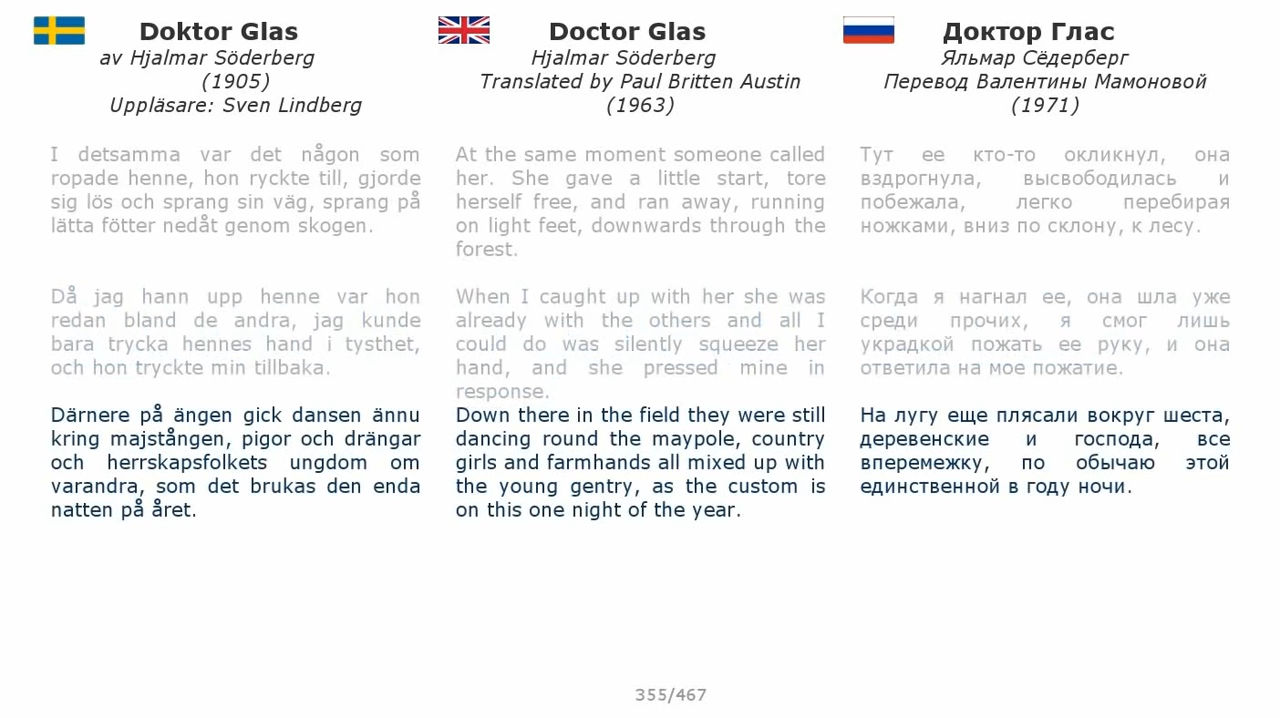 Doktor Glas
av Hjalmar Söderberg
(1905)
Uppläsare: Sven Lindberg
I detsamma var det någon som
ropade henne, hon ryckte till, gjorde
sig lös och sprang sin väg, sprang på
lätta fötter nedåt genom skogen.
Då jag hann upp henne var hon
redan bland de andra, jag kunde
bara trycka hennes hand i tysthet,
och hon tryckte min tillbaka.
Därnere på ängen gick dansen ännu
kring majstången, pigor och drängar
och herrskapsfolkets ungdom om
varandra, som det brukas den enda
natten på året.
Doctor Glas
Hjalmar Söderberg
Translated by Paul Britten Austin
(1963)
At the same moment someone called
her. She gave a little start, tore
herself free, and ran away, running
on light feet, downwards through the
forest.
When I caught up with her she was
already with the others and all I
could do was silently squeeze her
hand, and she pressed mine in
response.
Down there in the field they were still
dancing round the maypole, country
girls and farmhands all mixed up with
the young gentry, as the custom is
on this one night of the year.
Доктор Глас
Яльмар Сёдерберг
Перевод Валентины Мамоновой
(1971)
Тут ее кто-то окликнул, она
вздрогнула, высвободилась и
побежала, легко перебирая
ножками, вниз по склону, к лесу.
Когда я нагнал ее, она шла уже
среди прочих, я смог лишь
украдкой пожать ее руку, и она
ответила на мое пожатие.
На лугу еще плясали вокруг шеста,
деревенские и господа, все
вперемежку, по обычаю этой
единственной в году ночи.
355/467